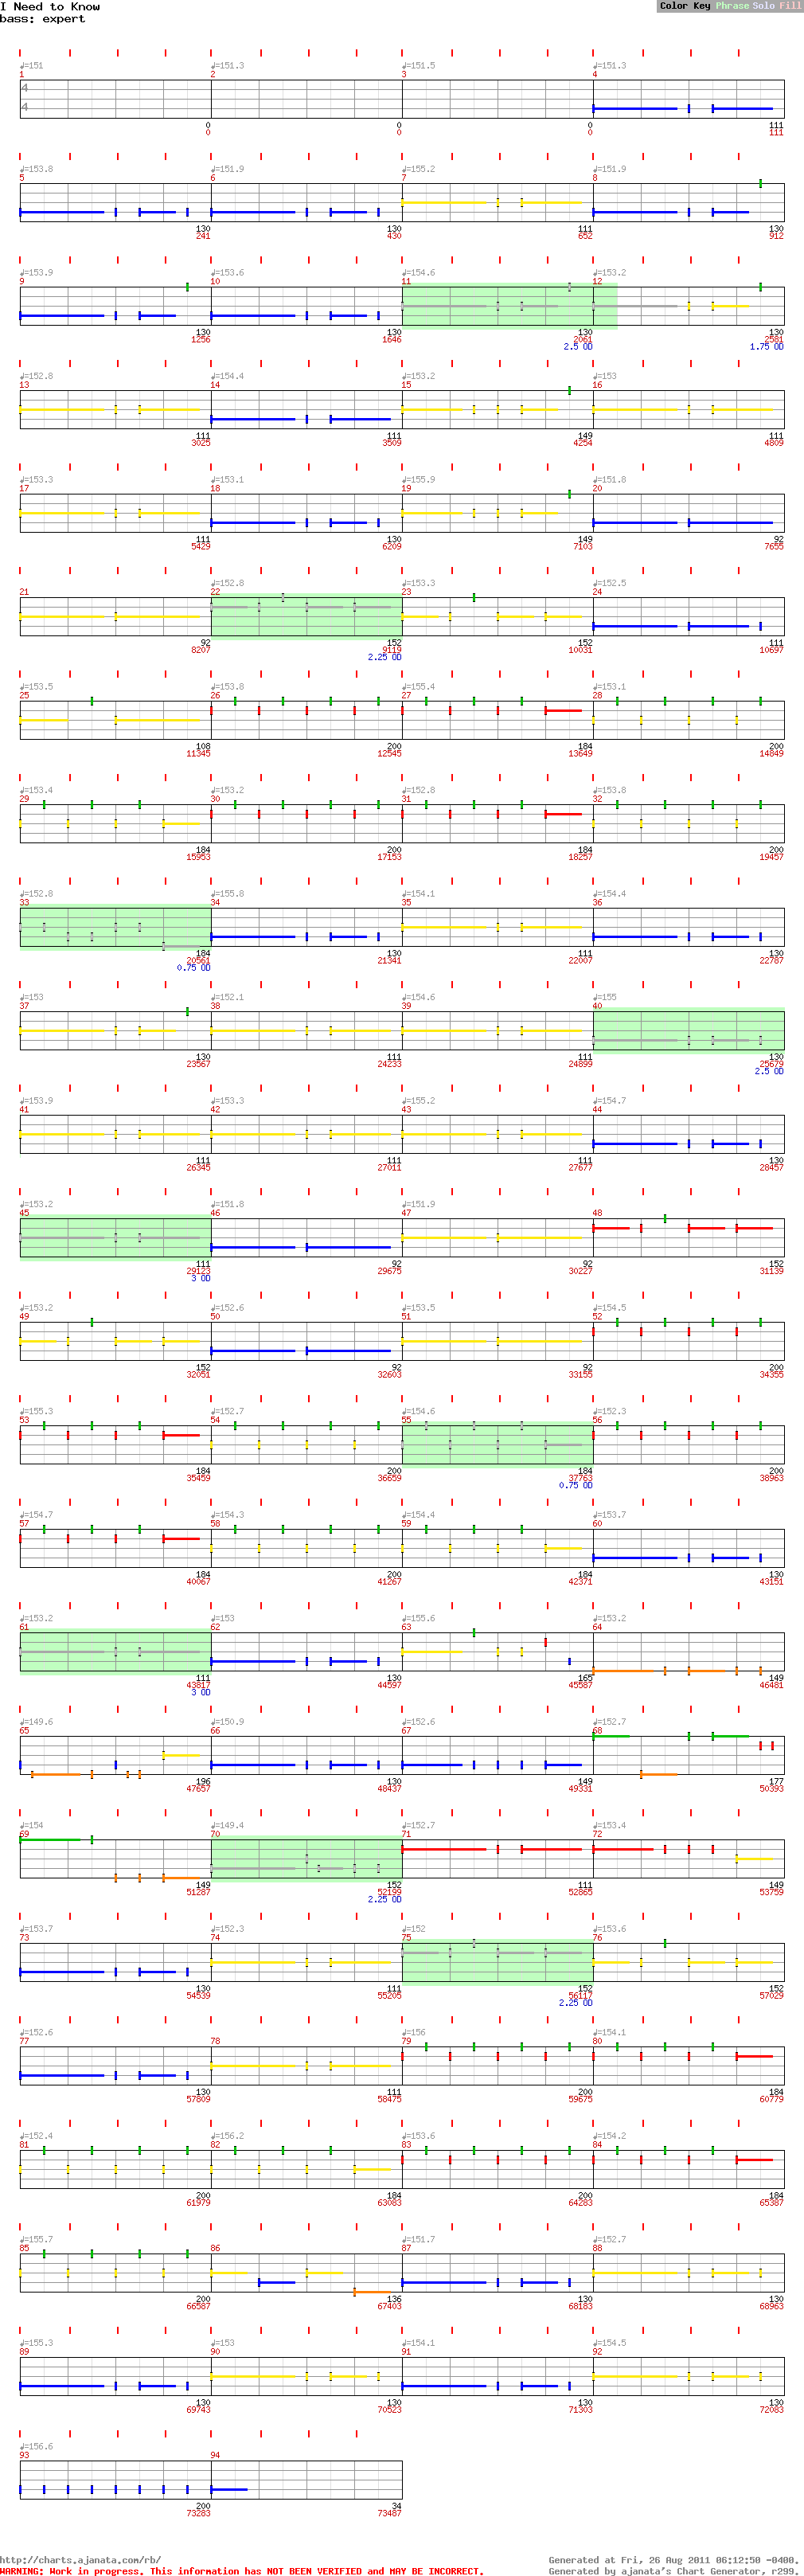 I Need to Know
Color Key Phrase Solo Fill
bass: expert
♩=151 ♩=151.3 ♩=151.5 ♩=151.3
1 2 3 4
4
4
0 0 0 111
0 0 0 111
♩=153.8 ♩=151.9 ♩=155.2 ♩=151.9
5 6 7 8
130 130 111 130
241 430 652 912
♩=153.9 ♩=153.6 ♩=154.6 ♩=153.2
9 10 11 12
130 130 130 130
1256 1646 2061 2581
2.5 OD 1.75 OD
♩=152.8 ♩=154.4 ♩=153.2 ♩=153
13 14 15 16
111 111 149 111
3025 3509 4254 4809
♩=153.3 ♩=153.1 ♩=155.9 ♩=151.8
17 18 19 20
111 130 149 92
5429 6209 7103 7655
♩=152.8 ♩=153.3 ♩=152.5
21 22 23 24
92 152 152 111
8207 9119 10031 10697
2.25 OD
♩=153.5 ♩=153.8 ♩=155.4 ♩=153.1
25 26 27 28
108 200 184 200
11345 12545 13649 14849
♩=153.4 ♩=153.2 ♩=152.8 ♩=153.8
29 30 31 32
184 200 184 200
15953 17153 18257 19457
♩=152.8 ♩=155.8 ♩=154.1 ♩=154.4
33 34 35 36
184 130 111 130
20561 21341 22007 22787
0.75 OD
♩=153 ♩=152.1 ♩=154.6 ♩=155
37 38 39 40
130 111 111 130
23567 24233 24899 25679
2.5 OD
♩=153.9 ♩=153.3 ♩=155.2 ♩=154.7
41 42 43 44
111 111 111 130
26345 27011 27677 28457
♩=153.2 ♩=151.8 ♩=151.9
45 46 47 48
111 92 92 152
29123 29675 30227 31139
3 OD
♩=153.2 ♩=152.6 ♩=153.5 ♩=154.5
49 50 51 52
152 92 92 200
32051 32603 33155 34355
♩=155.3 ♩=152.7 ♩=154.6 ♩=152.3
53 54 55 56
184 200 184 200
35459 36659 37763 38963
0.75 OD
♩=154.7 ♩=154.3 ♩=154.4 ♩=153.7
57 58 59 60
184 200 184 130
40067 41267 42371 43151
♩=153.2 ♩=153 ♩=155.6 ♩=153.2
61 62 63 64
111 130 165 149
43817 44597 45587 46481
3 OD
♩=149.6 ♩=150.9 ♩=152.6 ♩=152.7
65 66 67 68
196 130 149 177
47657 48437 49331 50393
♩=154 ♩=149.4 ♩=152.7 ♩=153.4
69 70 71 72
149 152 111 149
51287 52199 52865 53759
2.25 OD
♩=153.7 ♩=152.3 ♩=152 ♩=153.6
73 74 75 76
130 111 152 152
54539 55205 56117 57029
2.25 OD
♩=152.6 ♩=156 ♩=154.1
77 78 79 80
130 111 200 184
57809 58475 59675 60779
♩=152.4 ♩=156.2 ♩=153.6 ♩=154.2
81 82 83 84
200 184 200 184
61979 63083 64283 65387
♩=155.7 ♩=151.7 ♩=152.7
85 86 87 88
200 136 130 130
66587 67403 68183 68963
♩=155.3 ♩=153 ♩=154.1 ♩=154.5
89 90 91 92
130 130 130 130
69743 70523 71303 72083
♩=156.6
93 94
200 34
73283 73487
http://charts.ajanata.com/rb/
Generated at Fri, 26 Aug 2011 06:12:50 -0400.
WARNING: Work in progress. This information has NOT BEEN VERIFIED and MAY BE INCORRECT.
Generated by ajanata's Chart Generator, r299.